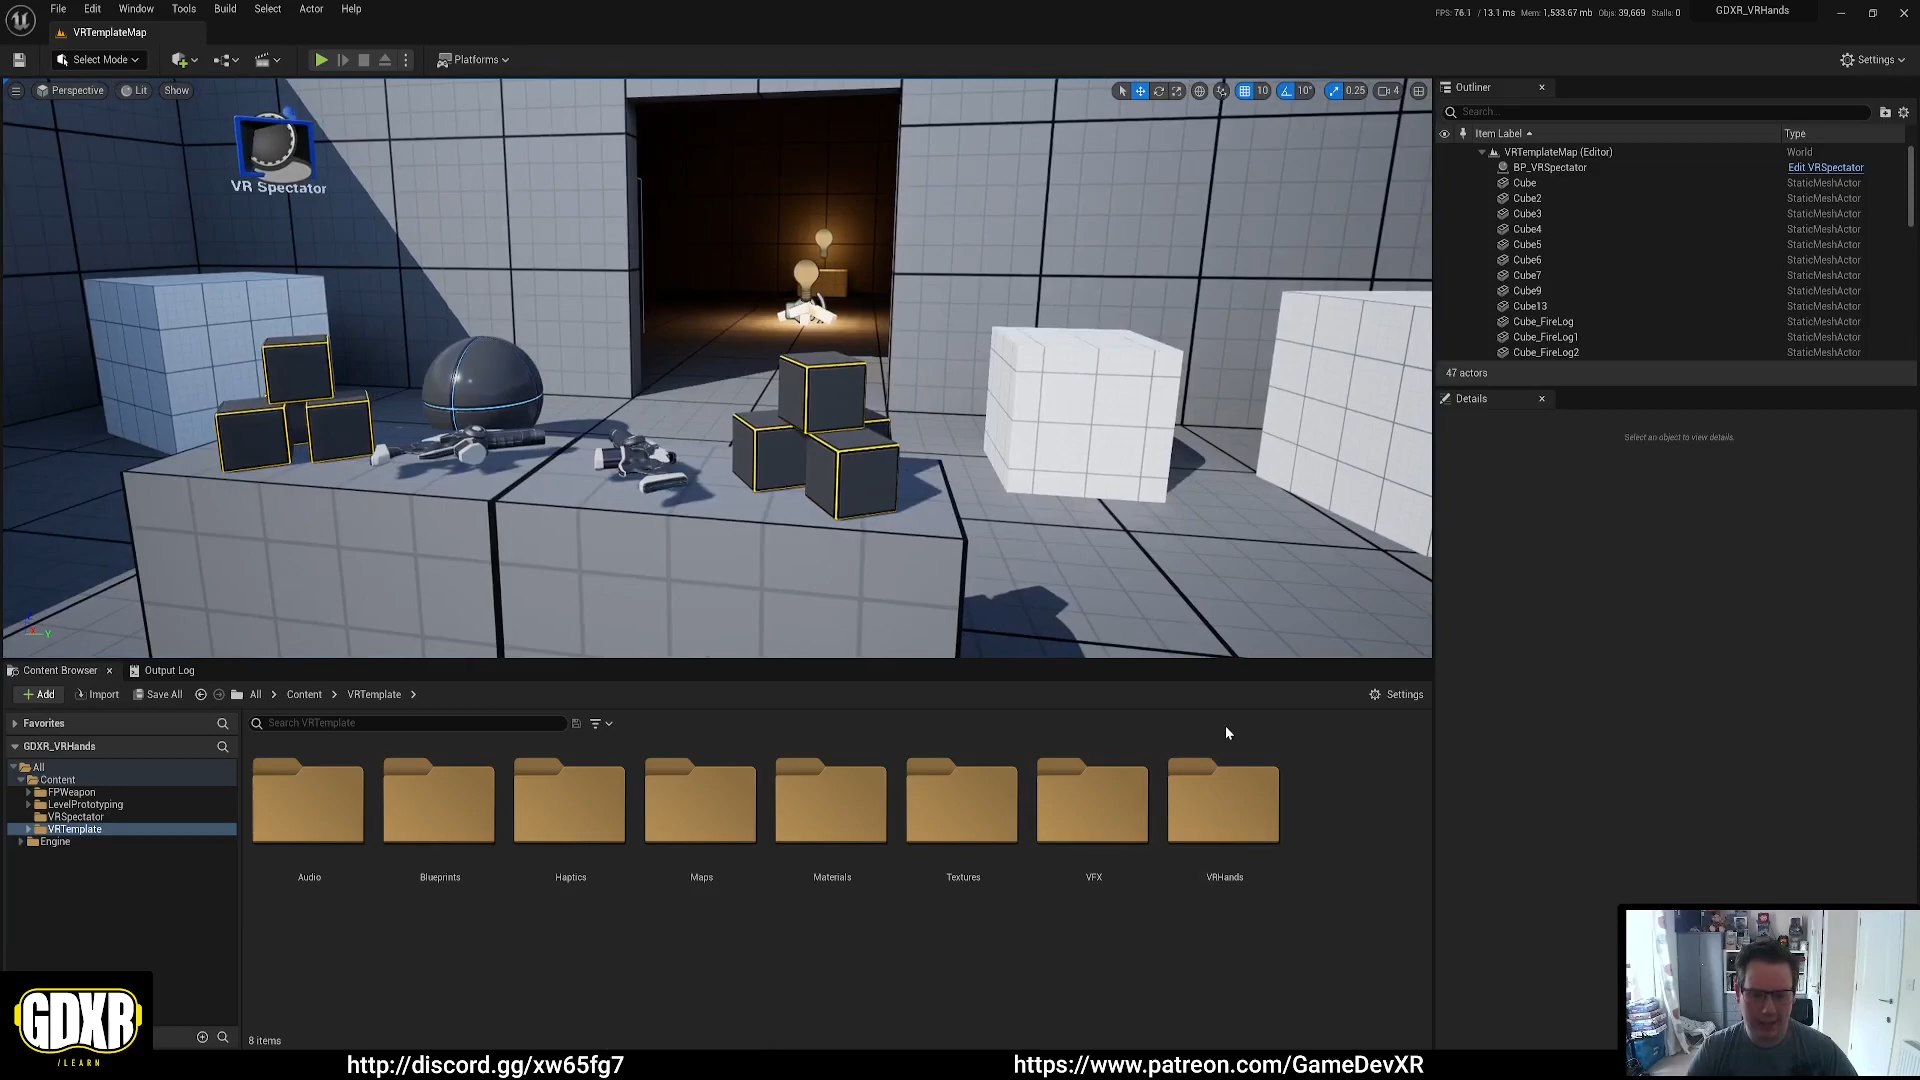 File Edit Window Tools Build Select Actor Help
FPS: 76.1 / 13.1 ms Mem: 1,533.67 mb Objs: 39,669 Stalls: 0
GDXR_VRHands
VRTemplateMap
Select Mode
Platforms
Settings
Perspective
Lit
Show
10
10°
0.25
4
VR Spectator
Y
Outliner
Search...
Item Label
Type
VRTemplateMap (Editor) World
BP_VRSpectator Edit VRSpectator
Cube StaticMeshActor
Cube2 StaticMeshActor
Cube3 StaticMeshActor
Cube4 StaticMeshActor
Cube5 StaticMeshActor
Cube6 StaticMeshActor
Cube7 StaticMeshActor
Cube9 StaticMeshActor
Cube13 StaticMeshActor
Cube_FireLog StaticMeshActor
Cube_FireLog1 StaticMeshActor
Cube_FireLog2 StaticMeshActor
47 actors
Details
Select an object to view details.
Content Browser
Output Log
Add
Import
Save All
All
Content
VRTemplate
Settings
Favorites
Search VRTemplate
GDXR_VRHands
All
Content
FPWeapon
LevelPrototyping
VRSpectator
VRTemplate
Engine
Audio
Blueprints
Haptics
Maps
Materials
Textures
VFX
VRHands
8 items
GDXR
/LEARN
http://discord.gg/xw65fg7
https://www.patreon.com/GameDevXR